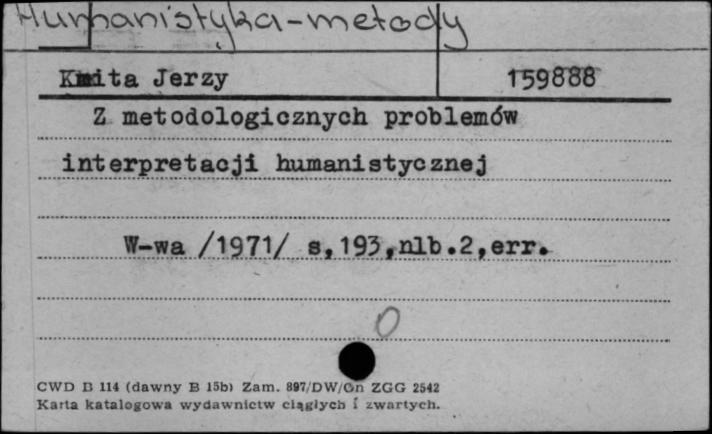 Humanistyka-metody
Kmita Jerzy 159888
Z metodologicznych problemów
interpretacji humanistycznej
W-wa /1971/ s,193,nlb.2,err.
0
CWD B 114 (dawny B 15b) Zam. 897/DW/Gn ZGG 2542
Karta katalogowa wydawnictw ciągłych i zwartych.